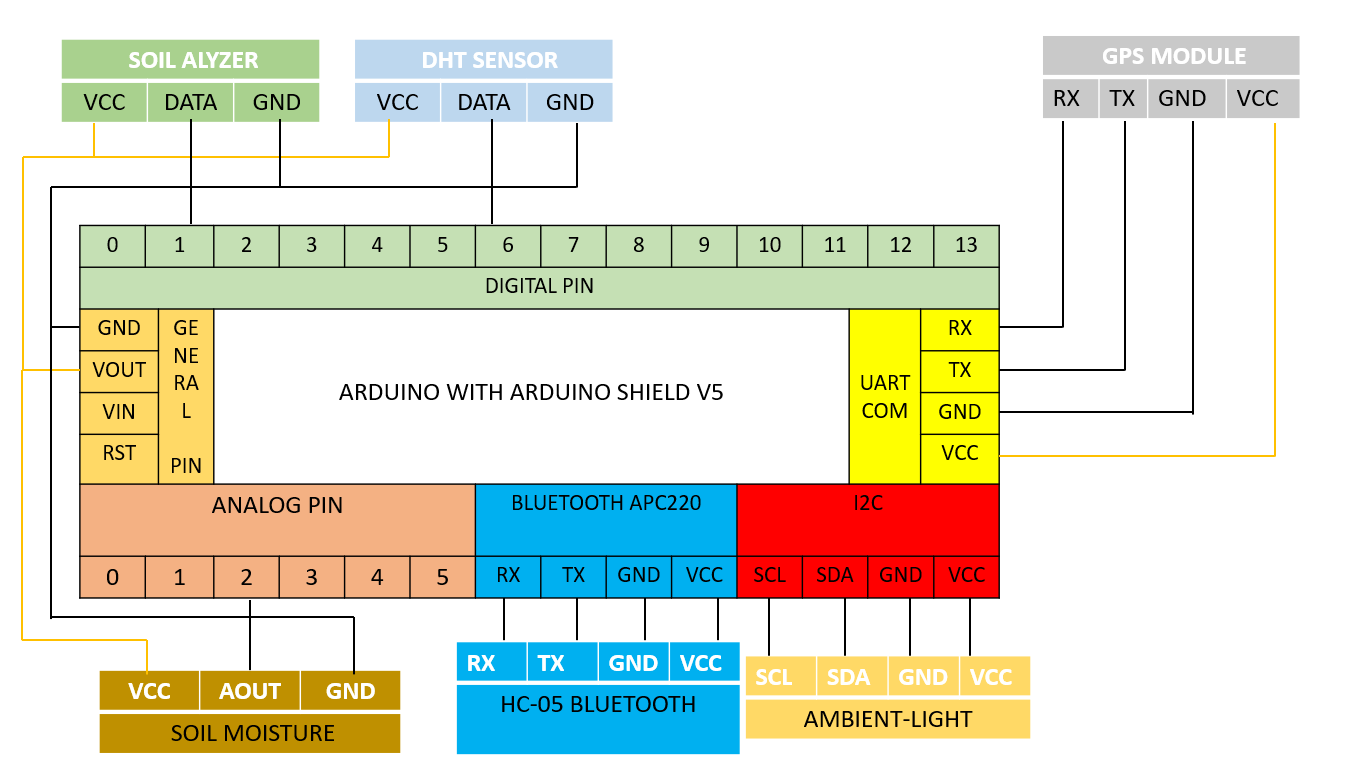 SOIL ALYZER
VCC DATA GND
DHT SENSOR
VCC DATA GND
GPS MODULE
RX TX GND VCC
0 1 2 3 4 5 6 7 8 9 10 11 12 13
DIGITAL PIN
GND
VOUT
VIN
RST
GE
NE
RA
L
PIN
ARDUINO WITH ARDUINO SHIELD V5
UART
COM
RX
TX
GND
VCC
ANALOG PIN
0 1 2 3 4 5
BLUETOOTH APC220
RX TX GND VCC
I2C
SCL SDA GND VCC
VCC AOUT GND
SOIL MOISTURE
RX TX GND VCC
HC-05 BLUETOOTH
SCL SDA GND VCC
AMBIENT-LIGHT